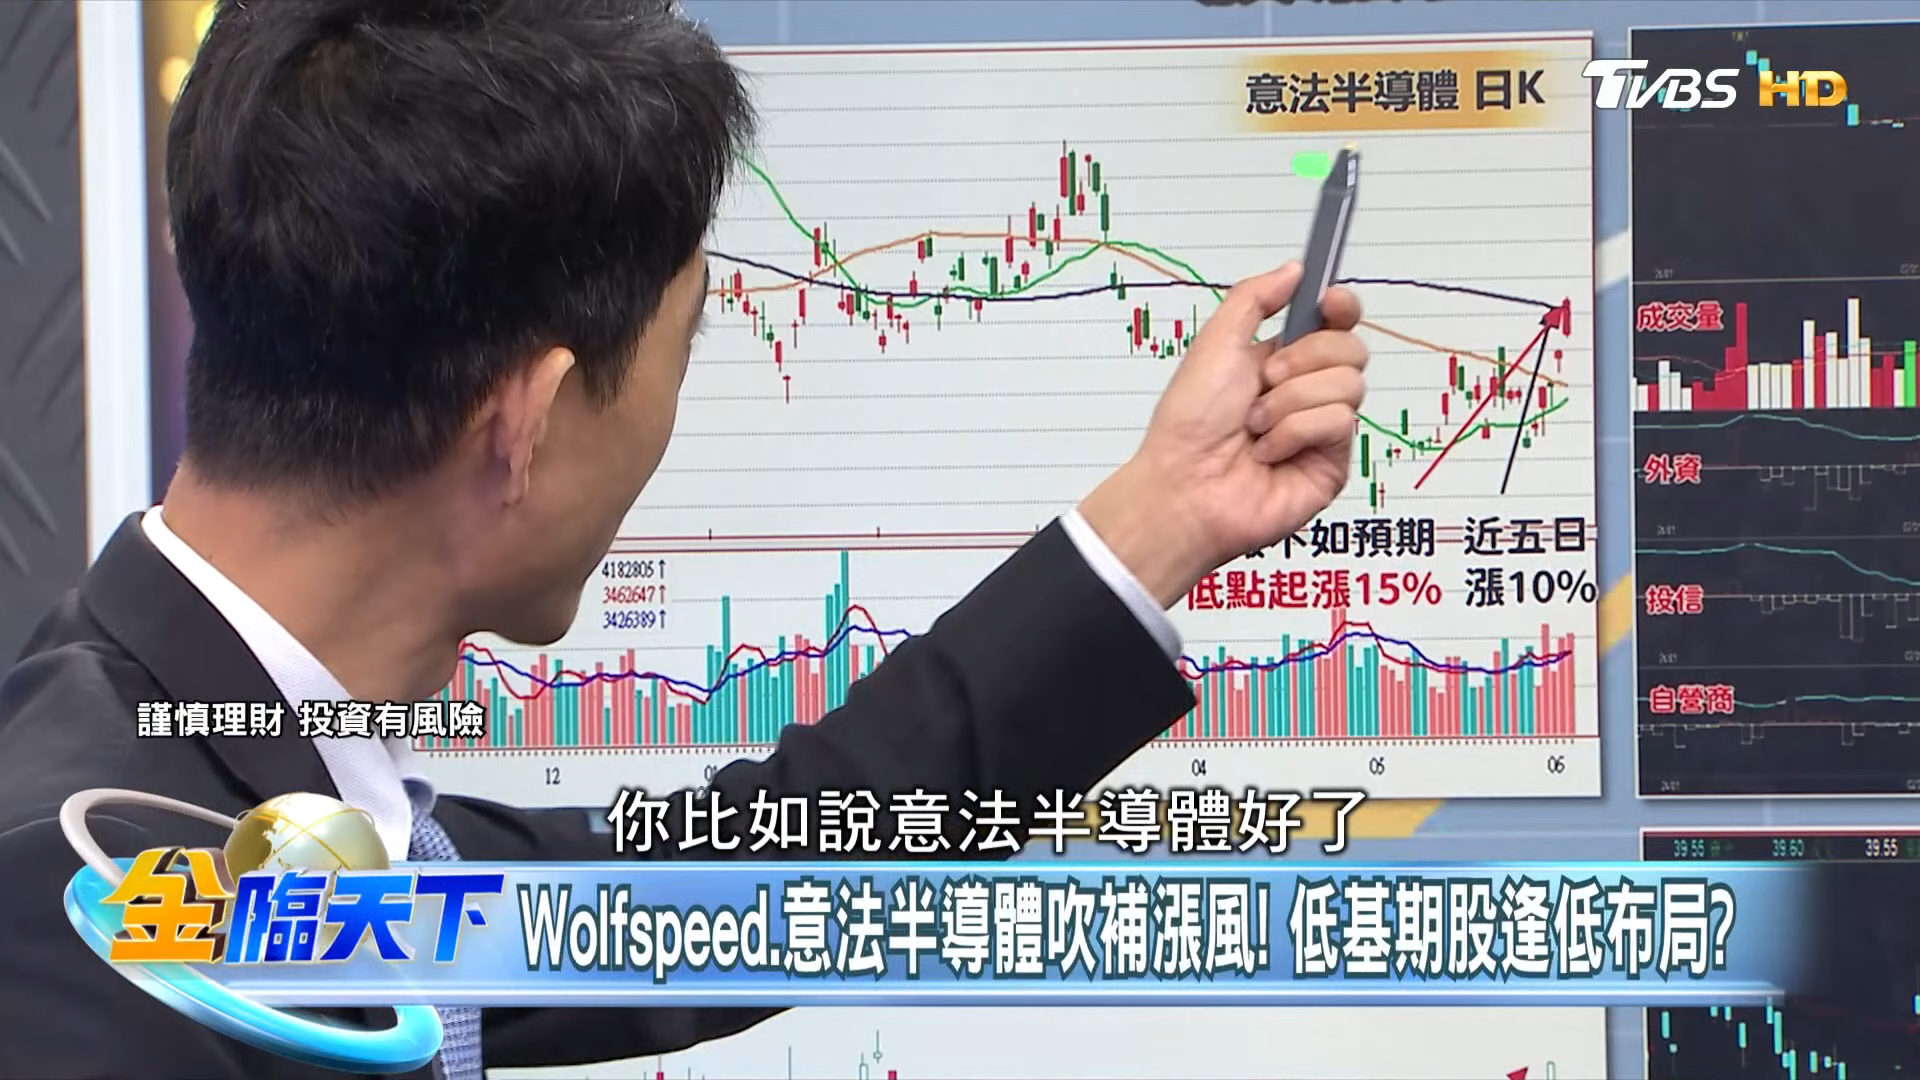 意法半導體 日K
TVBS HD
成交量
外資
投信
自營商
不如預期 近五日
低點起漲15% 漲10%
4182805↑
3462647↑
3426389↑
12
04
05
06
謹慎理財 投資有風險
你比如說意法半導體好了
39.55
39.60
39.55
金臨天下
Wolfspeed.意法半導體吹補漲風! 低基期股逢低布局?